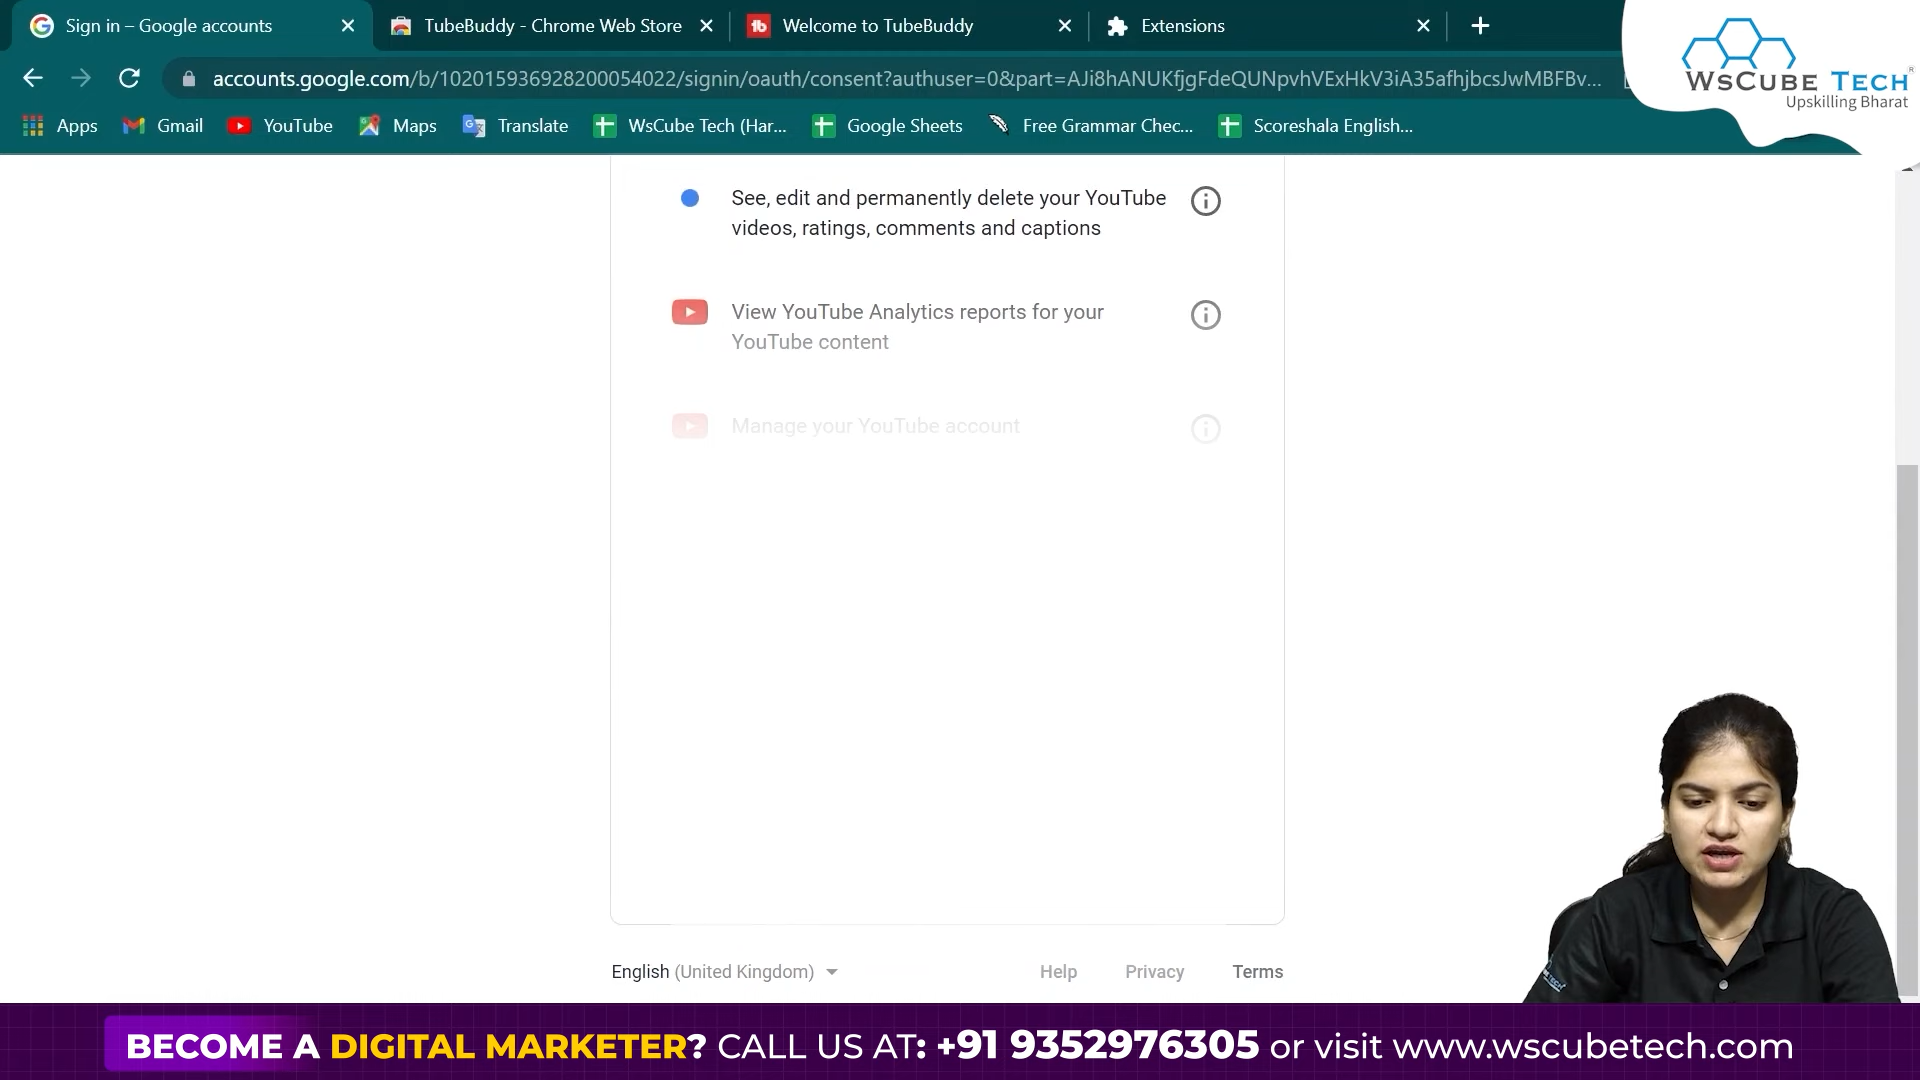 Sign in – Google accounts
TubeBuddy - Chrome Web Store
Welcome to TubeBuddy
Extensions
accounts.google.com/b/102015936928200054022/signin/oauth/consent?authuser=0&part=AJi8hANUKfjgFdeQUNpvhVExHkV3iA35afhjbcsJwMBFBv...
WsCube Tech
Upskilling Bharat
Apps
Gmail
YouTube
Maps
Translate
WsCube Tech (Har...
Google Sheets
Free Grammar Chec...
Scoreshala English...
See, edit and permanently delete your YouTube
videos, ratings, comments and captions
View YouTube Analytics reports for your
YouTube content
Manage your YouTube account
English (United Kingdom)
Help
Privacy
Terms
BECOME A DIGITAL MARKETER? CALL US AT: +91 9352976305 or visit www.wscubetech.com